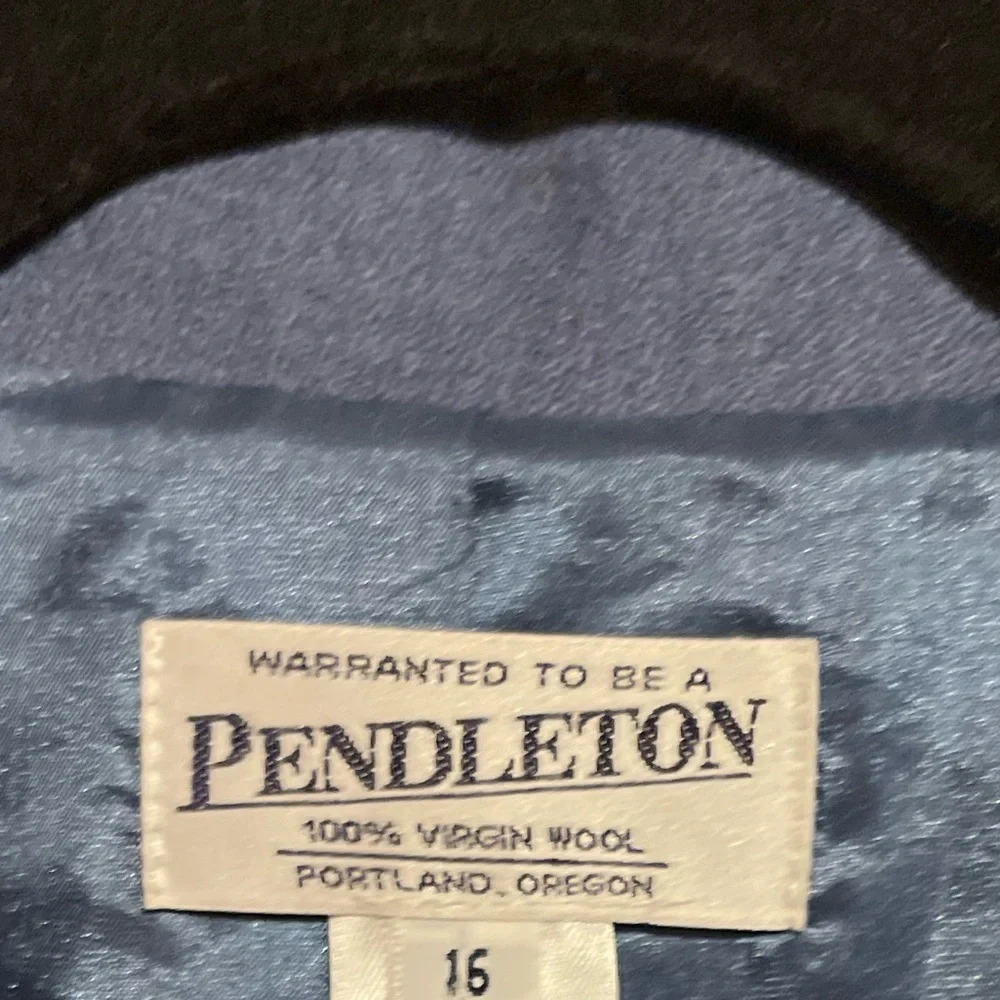 WARRANTED TO BE A
PENDLETON
100% VIRGIN WOOL
PORTLAND, OREGON
16